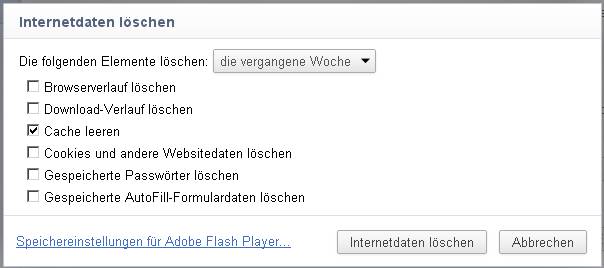 Internetdaten löschen
Die folgenden Elemente löschen: die vergangene Woche
Browserverlauf löschen
Download-Verlauf löschen
Cache leeren
Cookies und andere Websitedaten löschen
Gespeicherte Passwörter löschen
Gespeicherte AutoFill-Formulardaten löschen
Speichereinstellungen für Adobe Flash Player... Internetdaten löschen Abbrechen